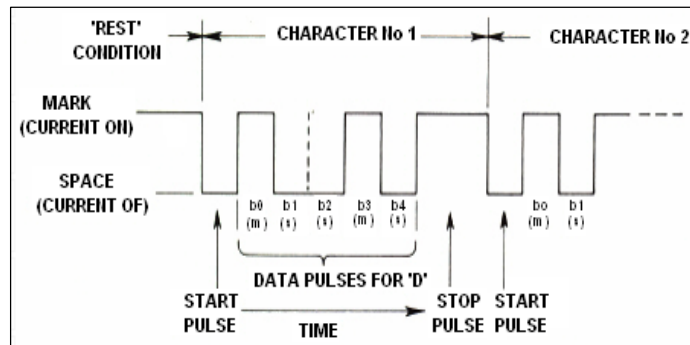 'REST'
CONDITION
CHARACTER No 1
CHARACTER No 2
MARK
(CURRENT ON)
SPACE
(CURRENT OF)
b0 b1 b2 b3 b4 bo b1
(m) (s) (s) (m) (s) (m) (s)
DATA PULSES FOR 'D'
START
PULSE
TIME
STOP
PULSE
START
PULSE